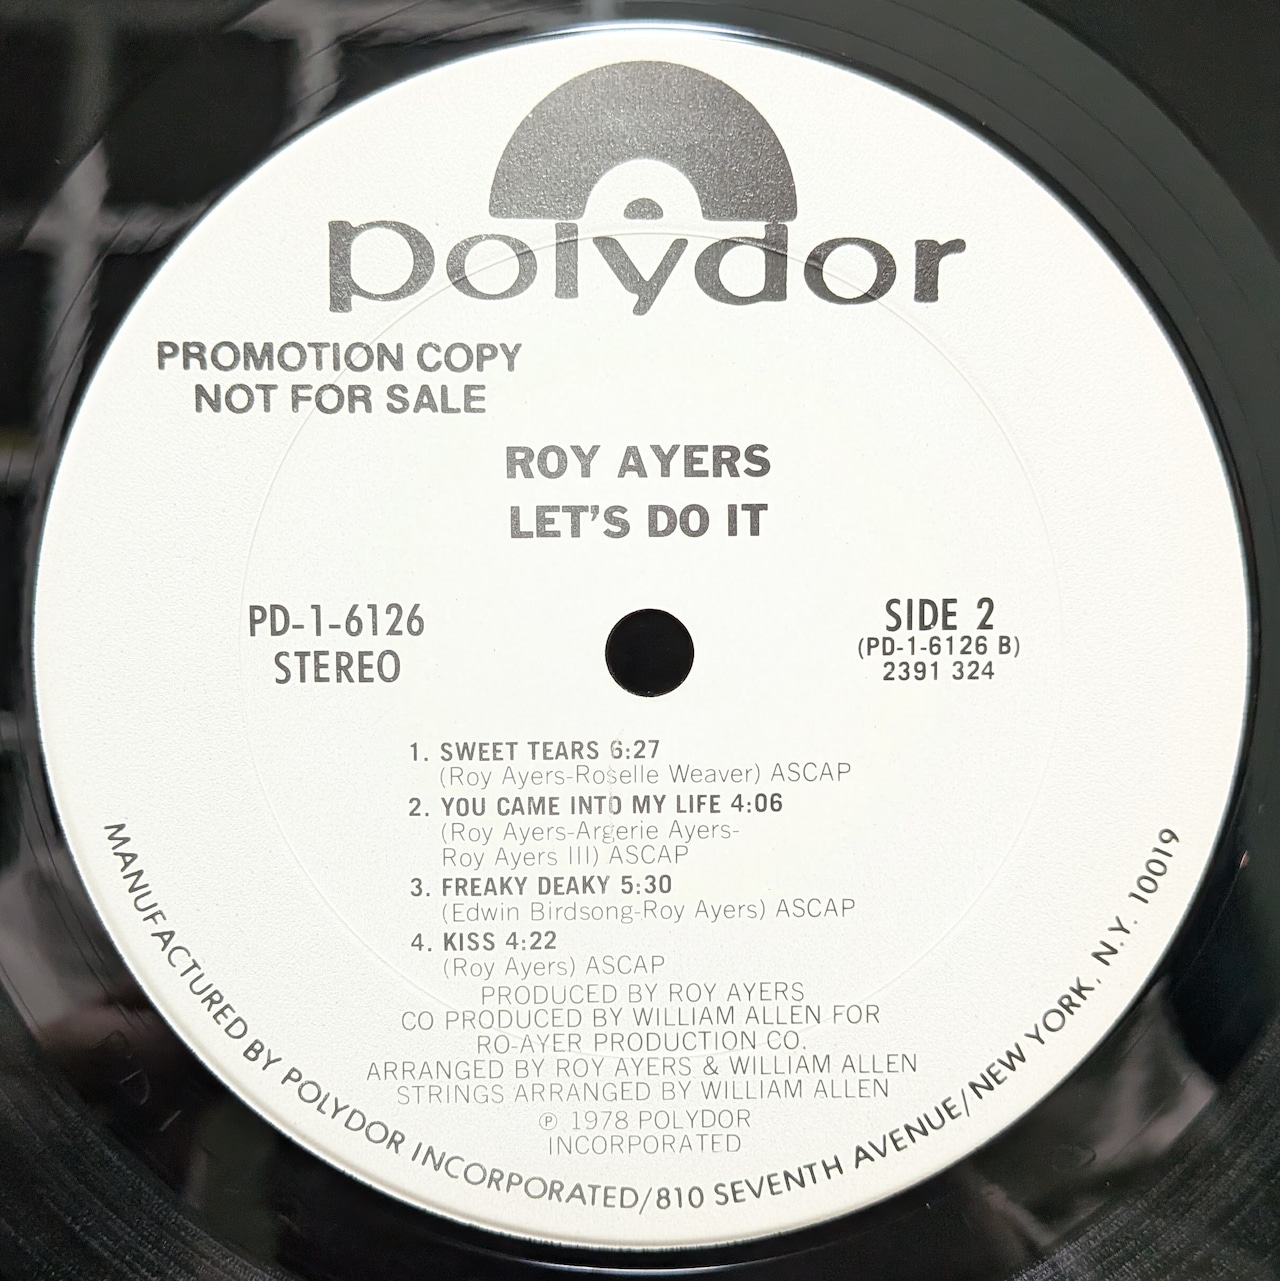 polydor
PROMOTION COPY
NOT FOR SALE
ROY AYERS
LET'S DO IT
PD-1-6126
STEREO
SIDE 2
(PD-1-6126 B)
2391 324
1. SWEET TEARS 6:27
(Roy Ayers-Roselle Weaver) ASCAP
2. YOU CAME INTO MY LIFE 4:06
(Roy Ayers-Argerie Ayers-
Roy Ayers III) ASCAP
3. FREAKY DEAKY 5:30
(Edwin Birdsong-Roy Ayers) ASCAP
4. KISS 4:22
(Roy Ayers) ASCAP
PRODUCED BY ROY AYERS
CO PRODUCED BY WILLIAM ALLEN FOR
RO-AYER PRODUCTION CO.
ARRANGED BY ROY AYERS & WILLIAM ALLEN
STRINGS ARRANGED BY WILLIAM ALLEN
℗ 1978 POLYDOR
INCORPORATED
MANUFACTURED BY POLYDOR INCORPORATED/810 SEVENTH AVENUE/NEW YORK, N.Y. 10019